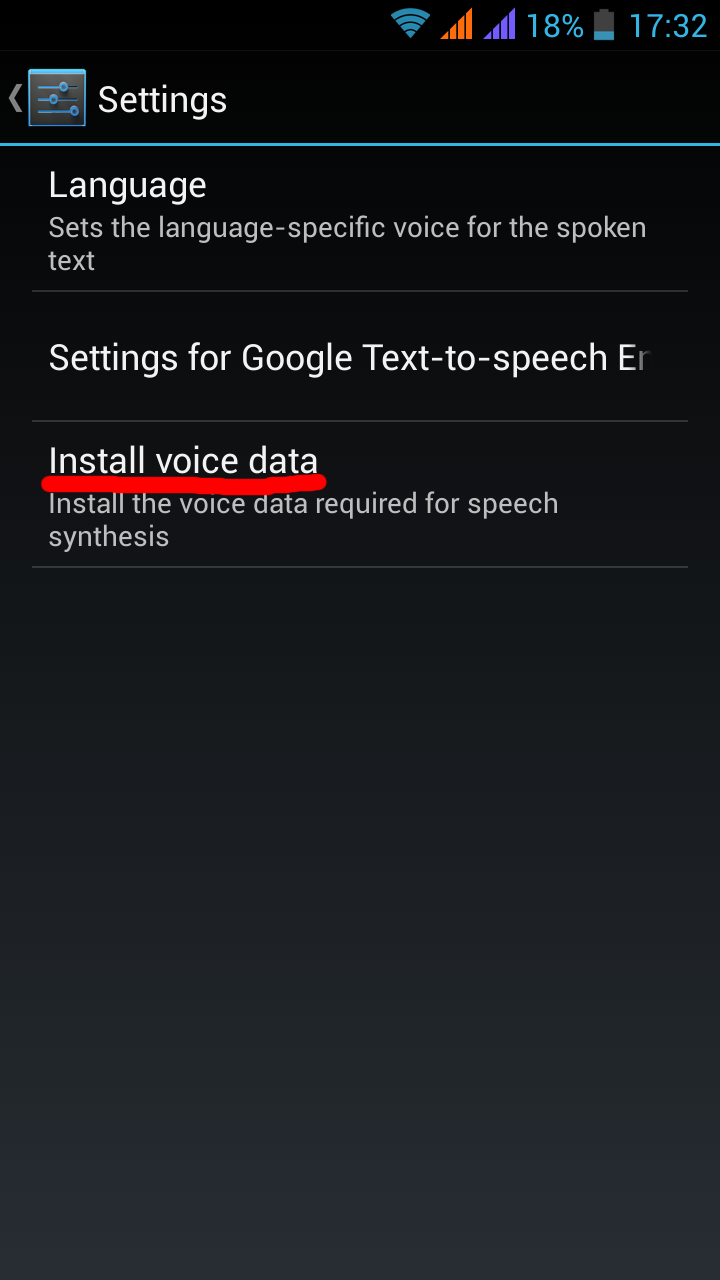 18% 17:32
Settings
Language
Sets the language-specific voice for the spoken
text
Settings for Google Text-to-speech Er
Install voice data
Install the voice data required for speech
synthesis